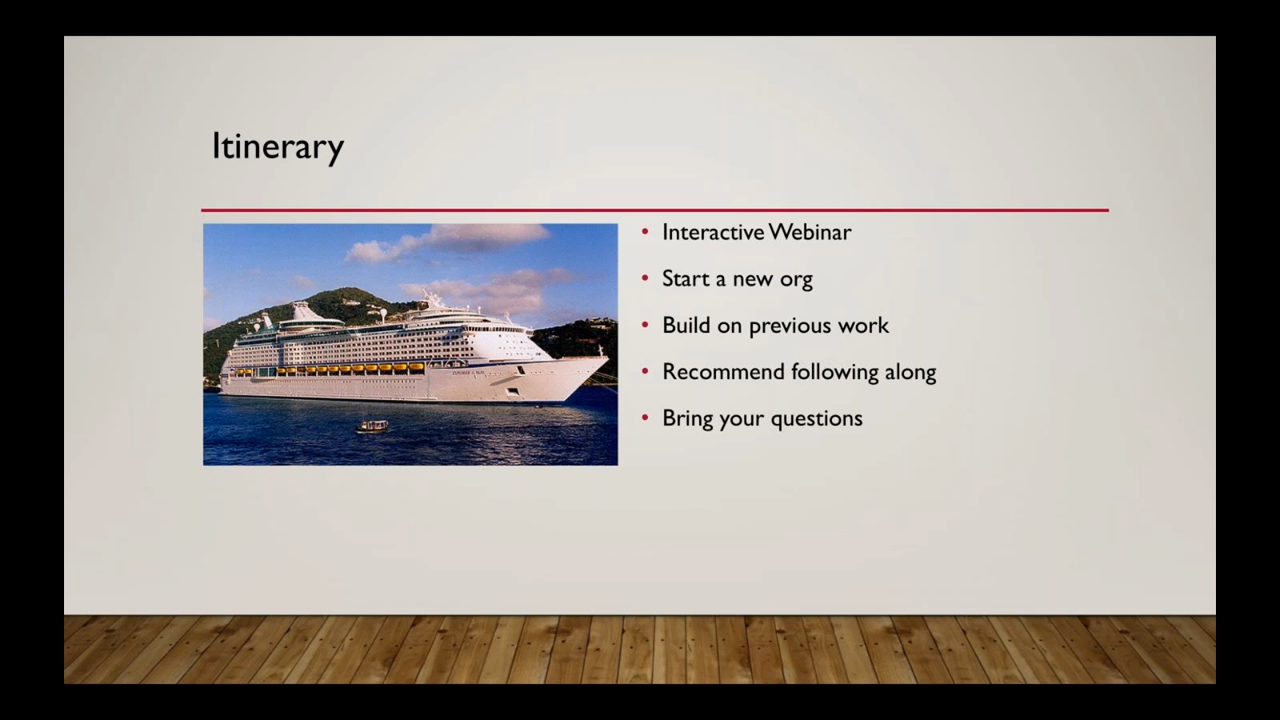 Itinerary
Interactive Webinar
Start a new org
Build on previous work
Recommend following along
Bring your questions